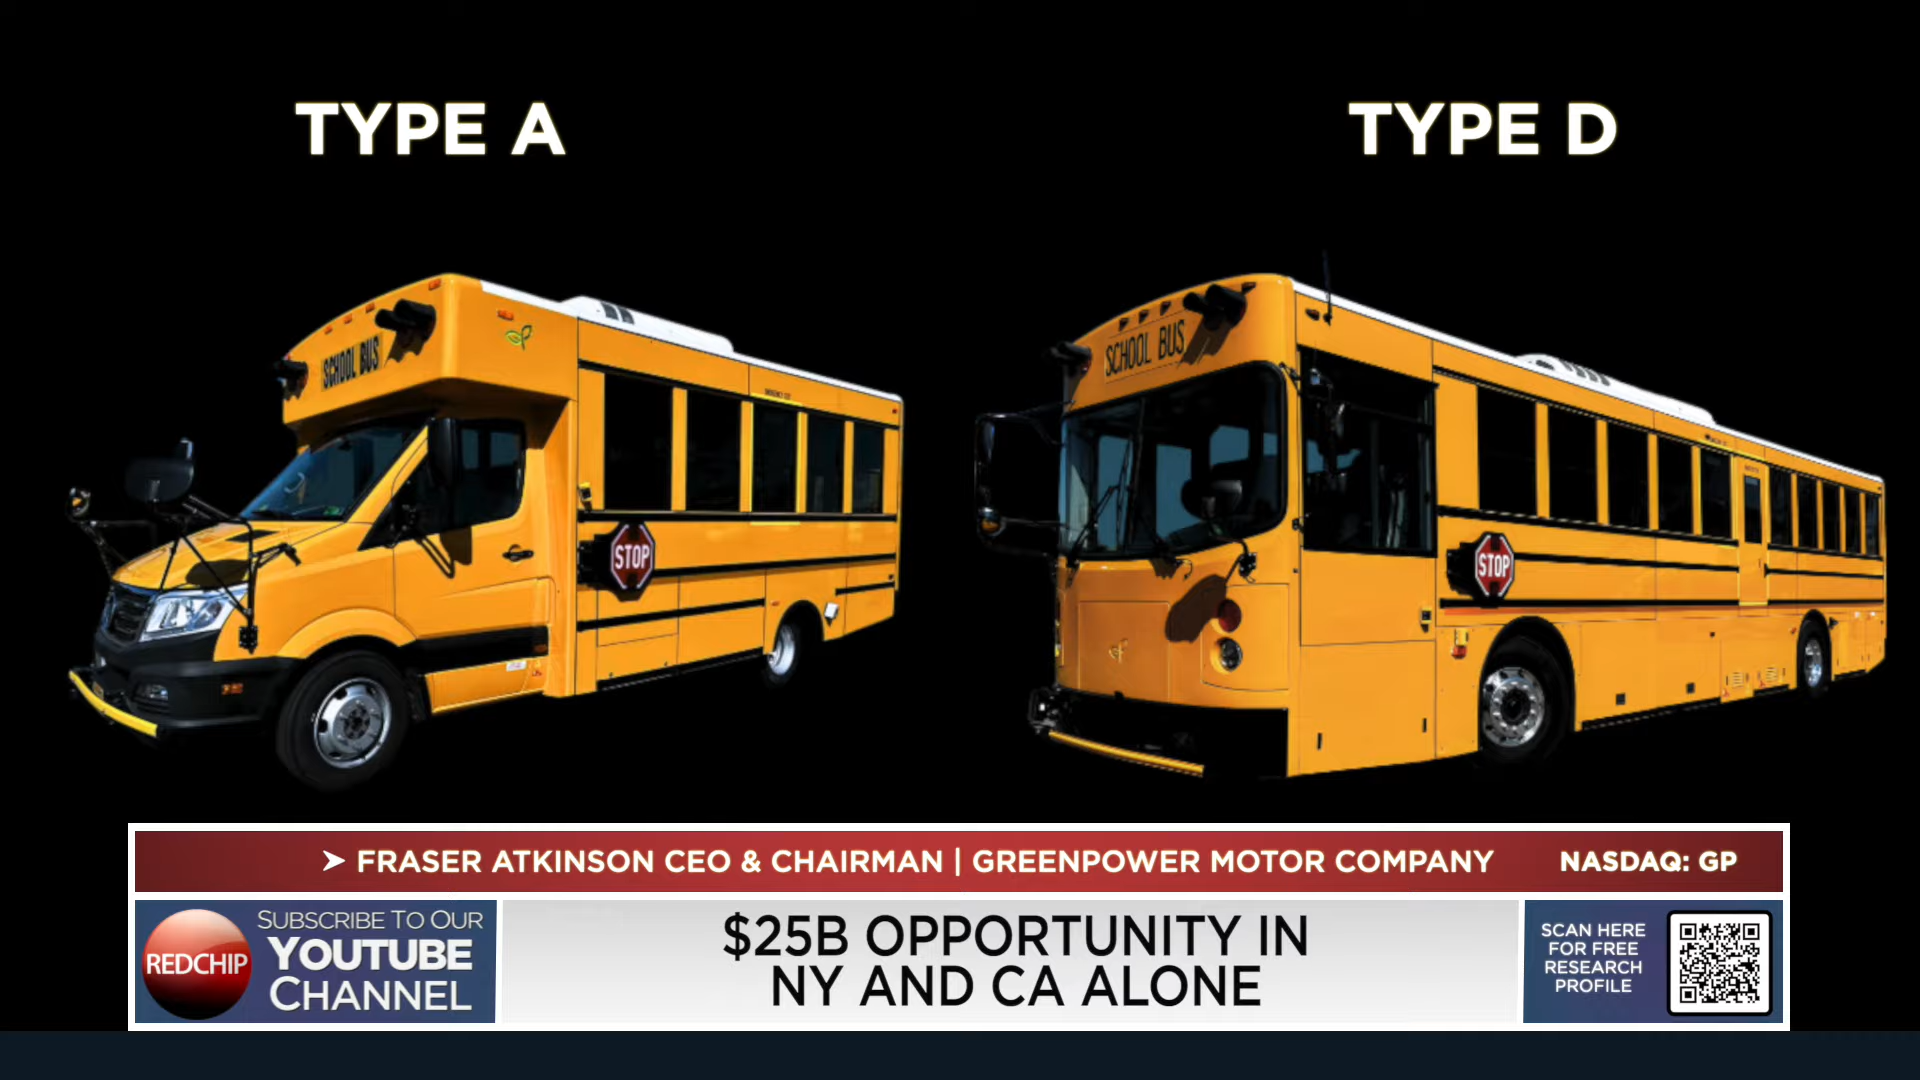 TYPE A
TYPE D
SCHOOL BUS
SCHOOL BUS
STOP
STOP
➤ FRASER ATKINSON CEO & CHAIRMAN | GREENPOWER MOTOR COMPANY
NASDAQ: GP
REDCHIP
SUBSCRIBE TO OUR
YOUTUBE
CHANNEL
$25B OPPORTUNITY IN
NY AND CA ALONE
SCAN HERE
FOR FREE
RESEARCH
PROFILE